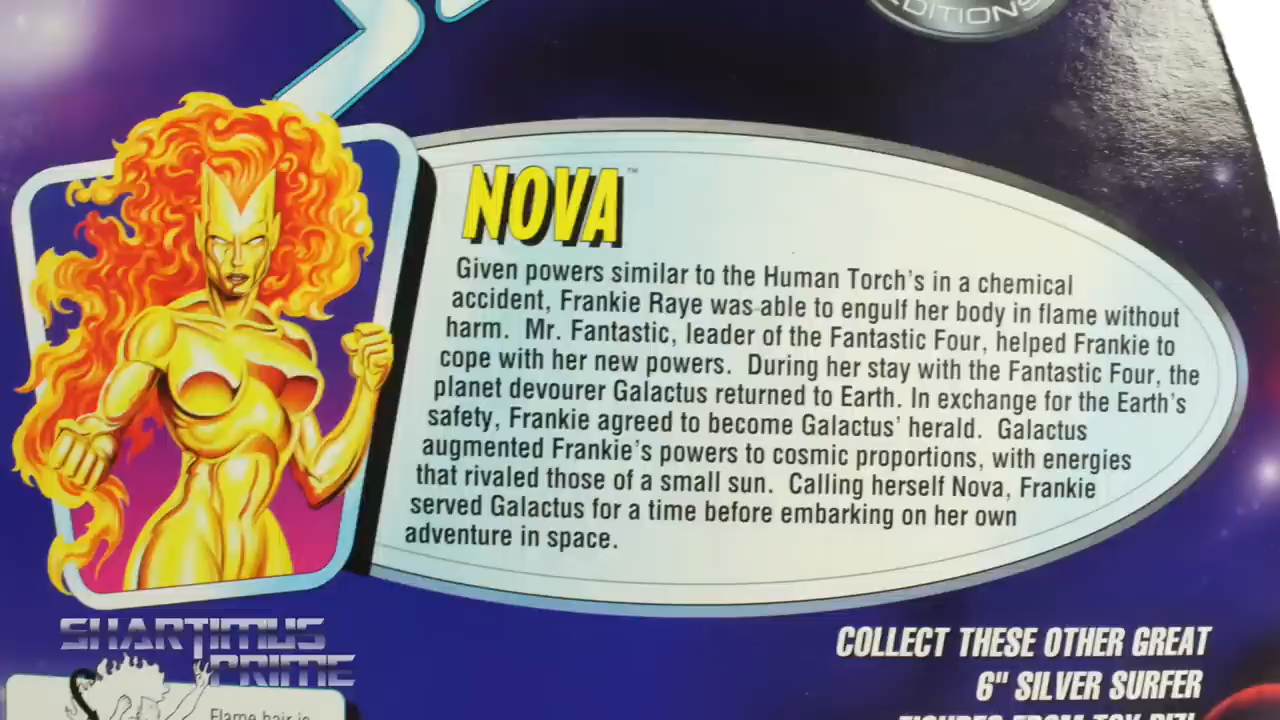 EDITIONS
NOVA™
Given powers similar to the Human Torch's in a chemical
accident, Frankie Raye was able to engulf her body in flame without
harm. Mr. Fantastic, leader of the Fantastic Four, helped Frankie to
cope with her new powers. During her stay with the Fantastic Four, the
planet devourer Galactus returned to Earth. In exchange for the Earth's
safety, Frankie agreed to become Galactus' herald. Galactus
augmented Frankie's powers to cosmic proportions, with energies
that rivaled those of a small sun. Calling herself Nova, Frankie
served Galactus for a time before embarking on her own
adventure in space.
SHARTIMUS
PRIME
Flame hair is
COLLECT THESE OTHER GREAT
6" SILVER SURFER
FIGURES FROM TOY BIZ!